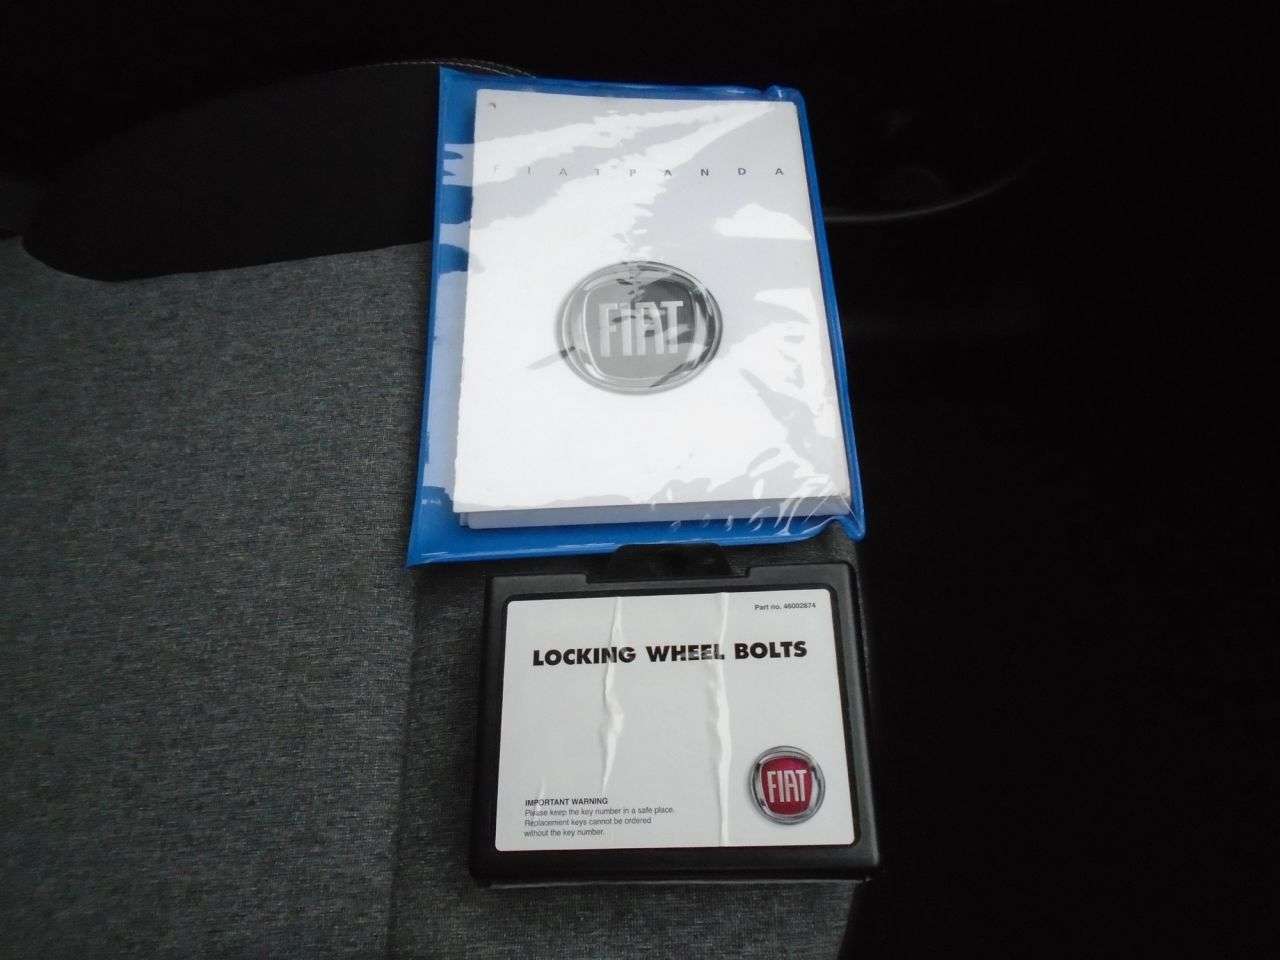 FIAT PANDA
FIAT
Part no. 46002874
LOCKING WHEEL BOLTS
FIAT
IMPORTANT WARNING
Please keep the key number in a safe place.
Replacement keys cannot be ordered
without the key number.